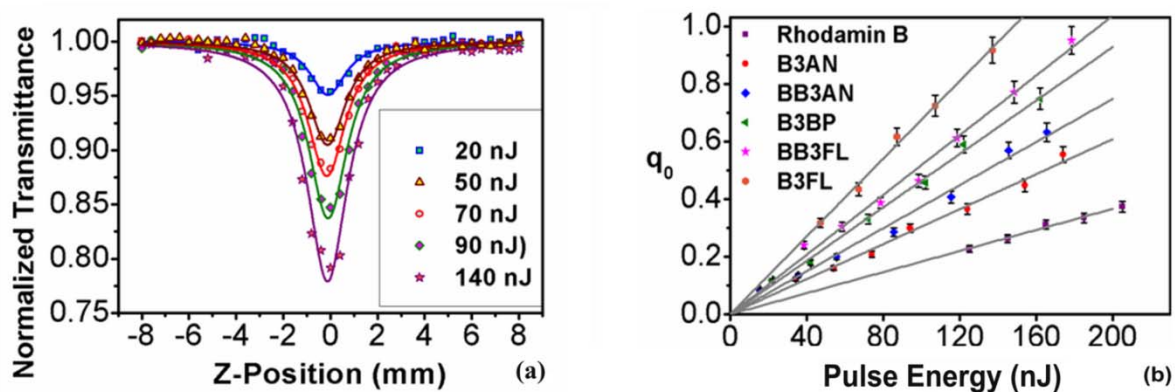 Normalized Transmittance
1.00
0.95
0.90
0.85
0.80
0.75
20 nJ
50 nJ
70 nJ
90 nJ)
140 nJ
-8 -6 -4 -2 0 2 4 6 8
Z-Position (mm)
(a)
q0
1.0
0.8
0.6
0.4
0.2
0.0
Rhodamin B
B3AN
BB3AN
B3BP
BB3FL
B3FL
0 40 80 120 160 200
Pulse Energy (nJ)
(b)